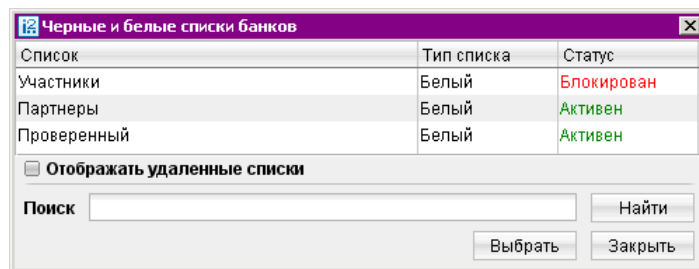 Черные и белые списки банков
Список Тип списка Статус
Участники Белый Блокирован
Партнеры Белый Активен
Проверенный Белый Активен
Отображать удаленные списки
Поиск Найти
Выбрать Закрыть